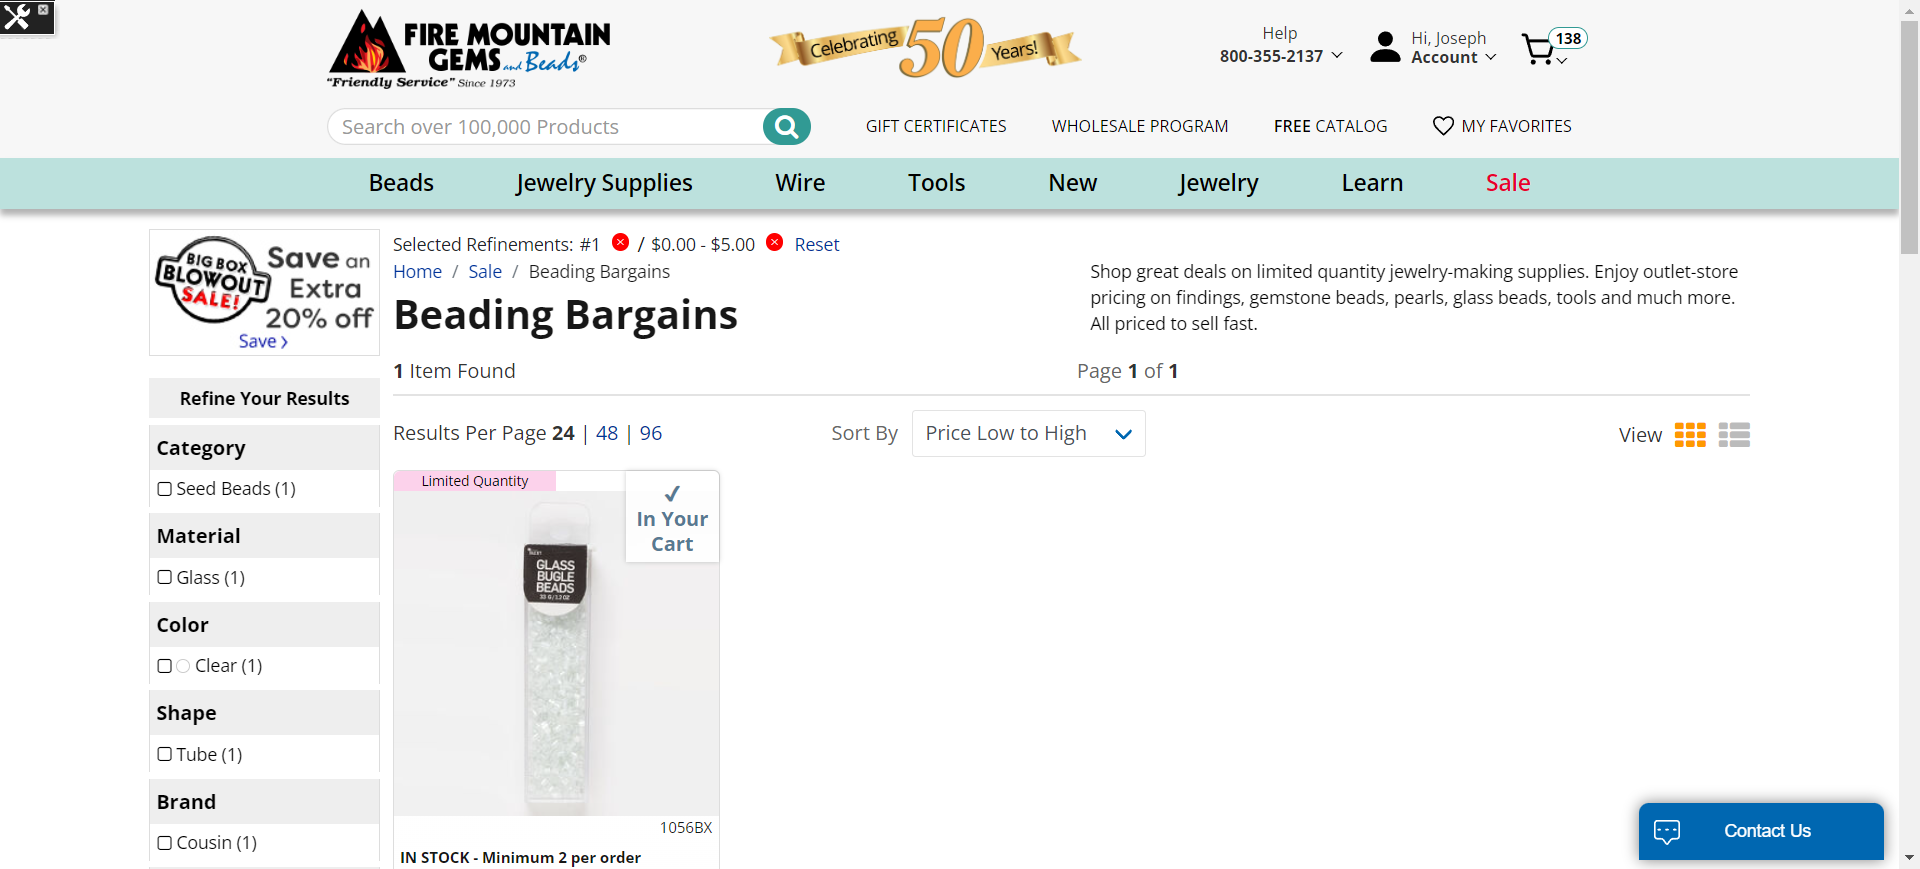 FIRE MOUNTAIN
GEMS and Beads®
"Friendly Service" Since 1973
Celebrating 50 Years!
Help
800-355-2137
Hi, Joseph
Account
138
Search over 100,000 Products
GIFT CERTIFICATES
WHOLESALE PROGRAM
FREE CATALOG
MY FAVORITES
Beads
Jewelry Supplies
Wire
Tools
New
Jewelry
Learn
Sale
BIG BOX
BLOWOUT
SALE!
Save an
Extra
20% off
Save >
Selected Refinements: #1 / $0.00 - $5.00 Reset
Home / Sale / Beading Bargains
Beading Bargains
Shop great deals on limited quantity jewelry-making supplies. Enjoy outlet-store
pricing on findings, gemstone beads, pearls, glass beads, tools and much more.
All priced to sell fast.
1 Item Found
Page 1 of 1
Refine Your Results
Category
Seed Beads (1)
Material
Glass (1)
Color
Clear (1)
Shape
Tube (1)
Brand
Cousin (1)
Results Per Page 24 | 48 | 96
Sort By
Price Low to High
View
Limited Quantity
✓
In Your
Cart
GLASS
BUGLE
BEADS
1056BX
IN STOCK - Minimum 2 per order
Contact Us